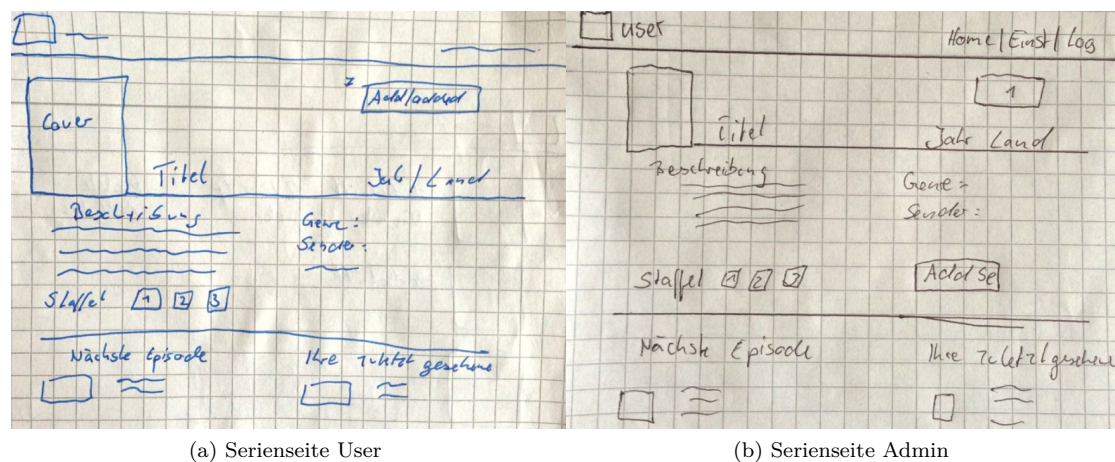 Add/added
Cover
Titel
Jahr/Land
Beschreibung
Genre:
Sender:
Staffel 1 2 3
Nächste Episode
Ihre zuletzt gesehene
(a) Serienseite User
user
Home/Einst/Log
1
Titel
Jahr Land
Beschreibung
Genre:
Sender:
Staffel 1 2 3
Add Se
Nächste Episode
Ihre zuletzt gesehene
(b) Serienseite Admin